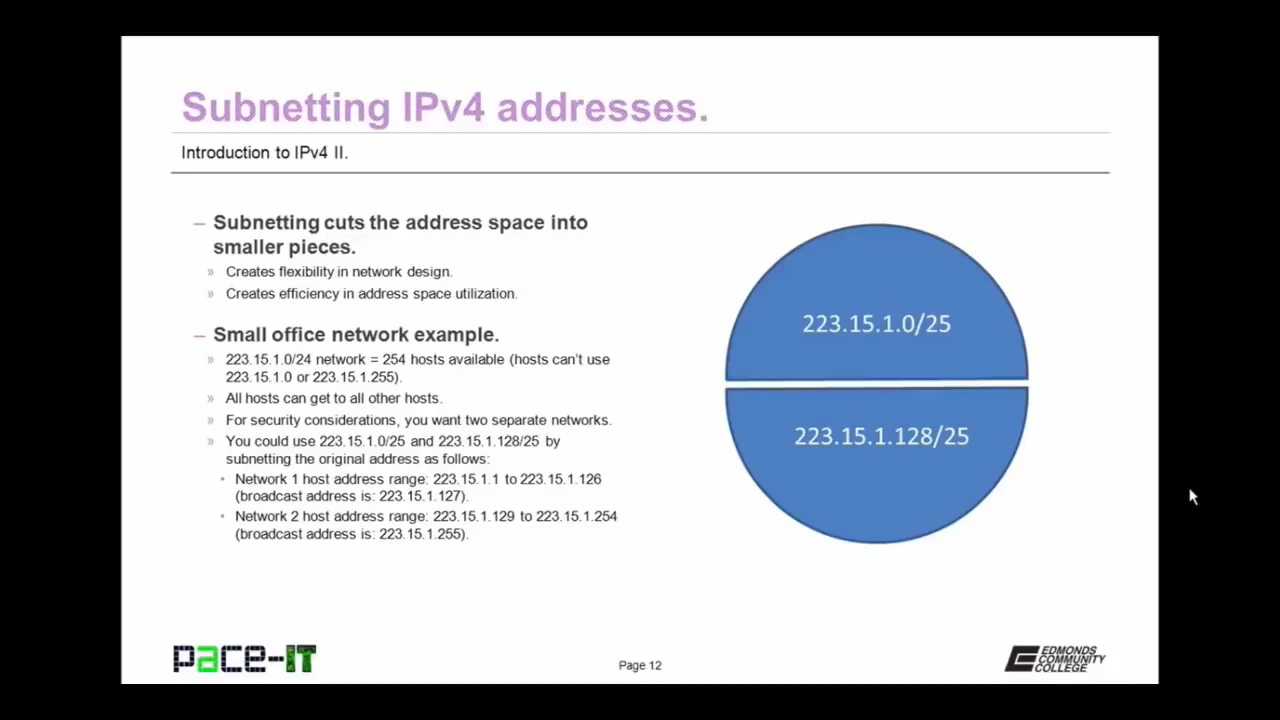 Subnetting IPv4 addresses.
Introduction to IPv4 II.
– Subnetting cuts the address space into
smaller pieces.
» Creates flexibility in network design.
» Creates efficiency in address space utilization.
– Small office network example.
» 223.15.1.0/24 network = 254 hosts available (hosts can't use
223.15.1.0 or 223.15.1.255).
» All hosts can get to all other hosts.
» For security considerations, you want two separate networks.
» You could use 223.15.1.0/25 and 223.15.1.128/25 by
subnetting the original address as follows:
• Network 1 host address range: 223.15.1.1 to 223.15.1.126
(broadcast address is: 223.15.1.127).
• Network 2 host address range: 223.15.1.129 to 223.15.1.254
(broadcast address is: 223.15.1.255).
223.15.1.0/25
223.15.1.128/25
pace-IT
Page 12
EDMONDS
COMMUNITY
COLLEGE